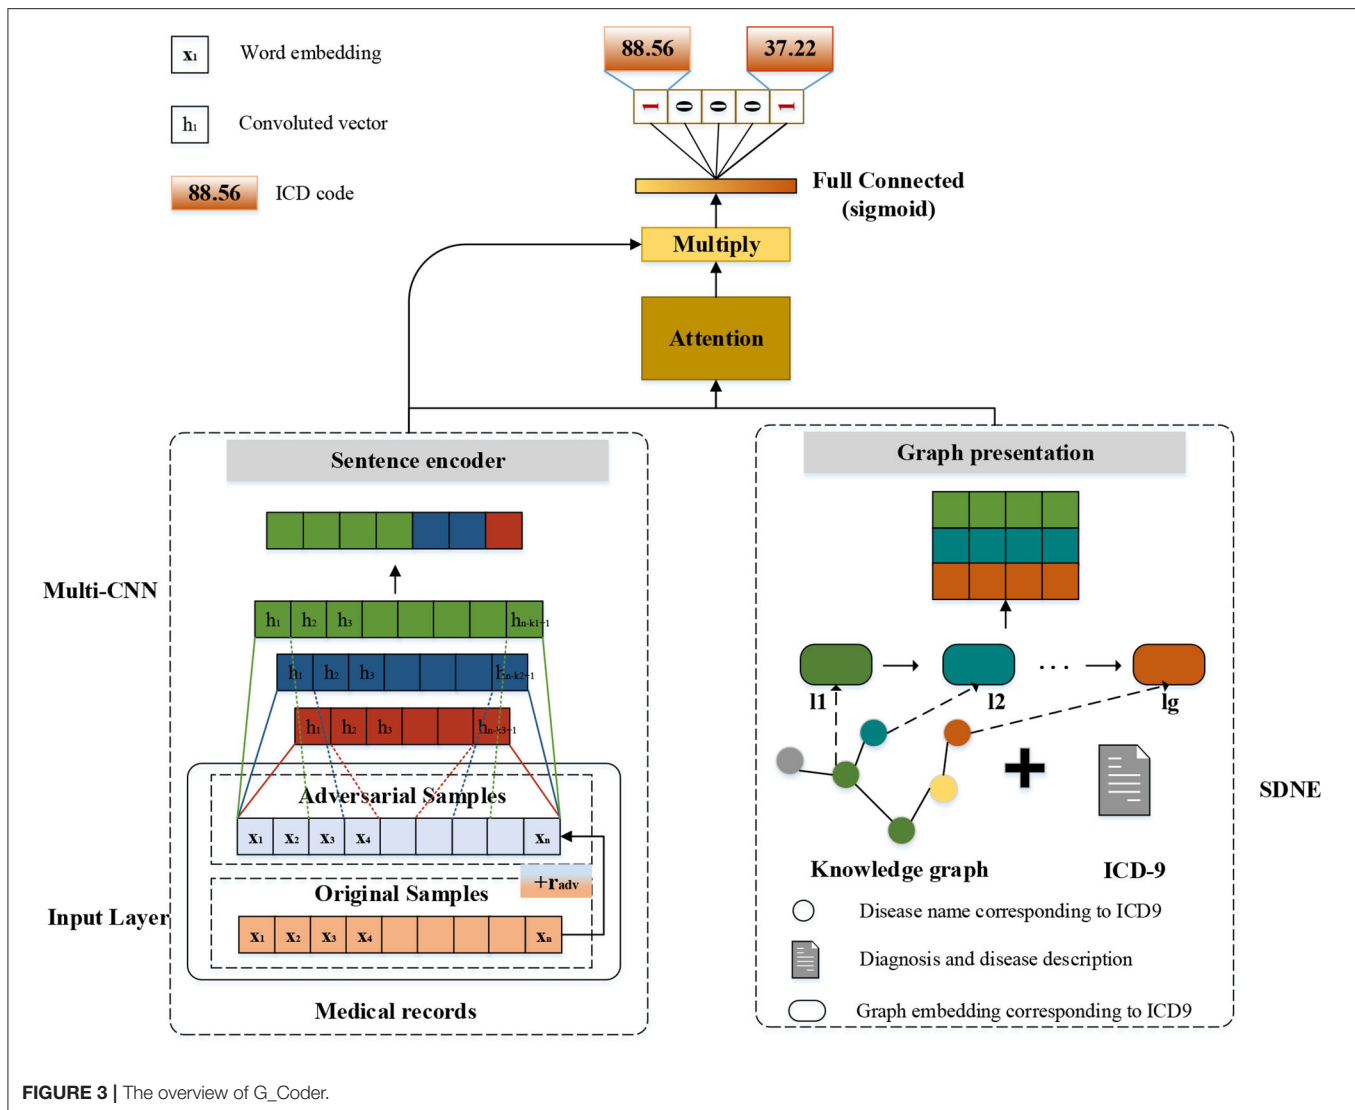 x₁ Word embedding
h₁ Convoluted vector
88.56 ICD code
88.56 37.22
1 0 0 0 1
Full Connected
(sigmoid)
Multiply
Attention
Sentence encoder
Multi-CNN
h₁ h₂ h₃ hₙ₋ₖ₁₊₁
h₁ h₂ h₃ hₙ₋ₖ₂₊₁
h₁ h₂ h₃ hₙ₋ₖ₃₊₁
Adversarial Samples
x₁ x₂ x₃ x₄ xₙ
+r_adv
Original Samples
Input Layer
x₁ x₂ x₃ x₄ xₙ
Medical records
Graph presentation
...
l1 l2 lg
+
SDNE
Knowledge graph ICD-9
Disease name corresponding to ICD9
Diagnosis and disease description
Graph embedding corresponding to ICD9
FIGURE 3 | The overview of G_Coder.